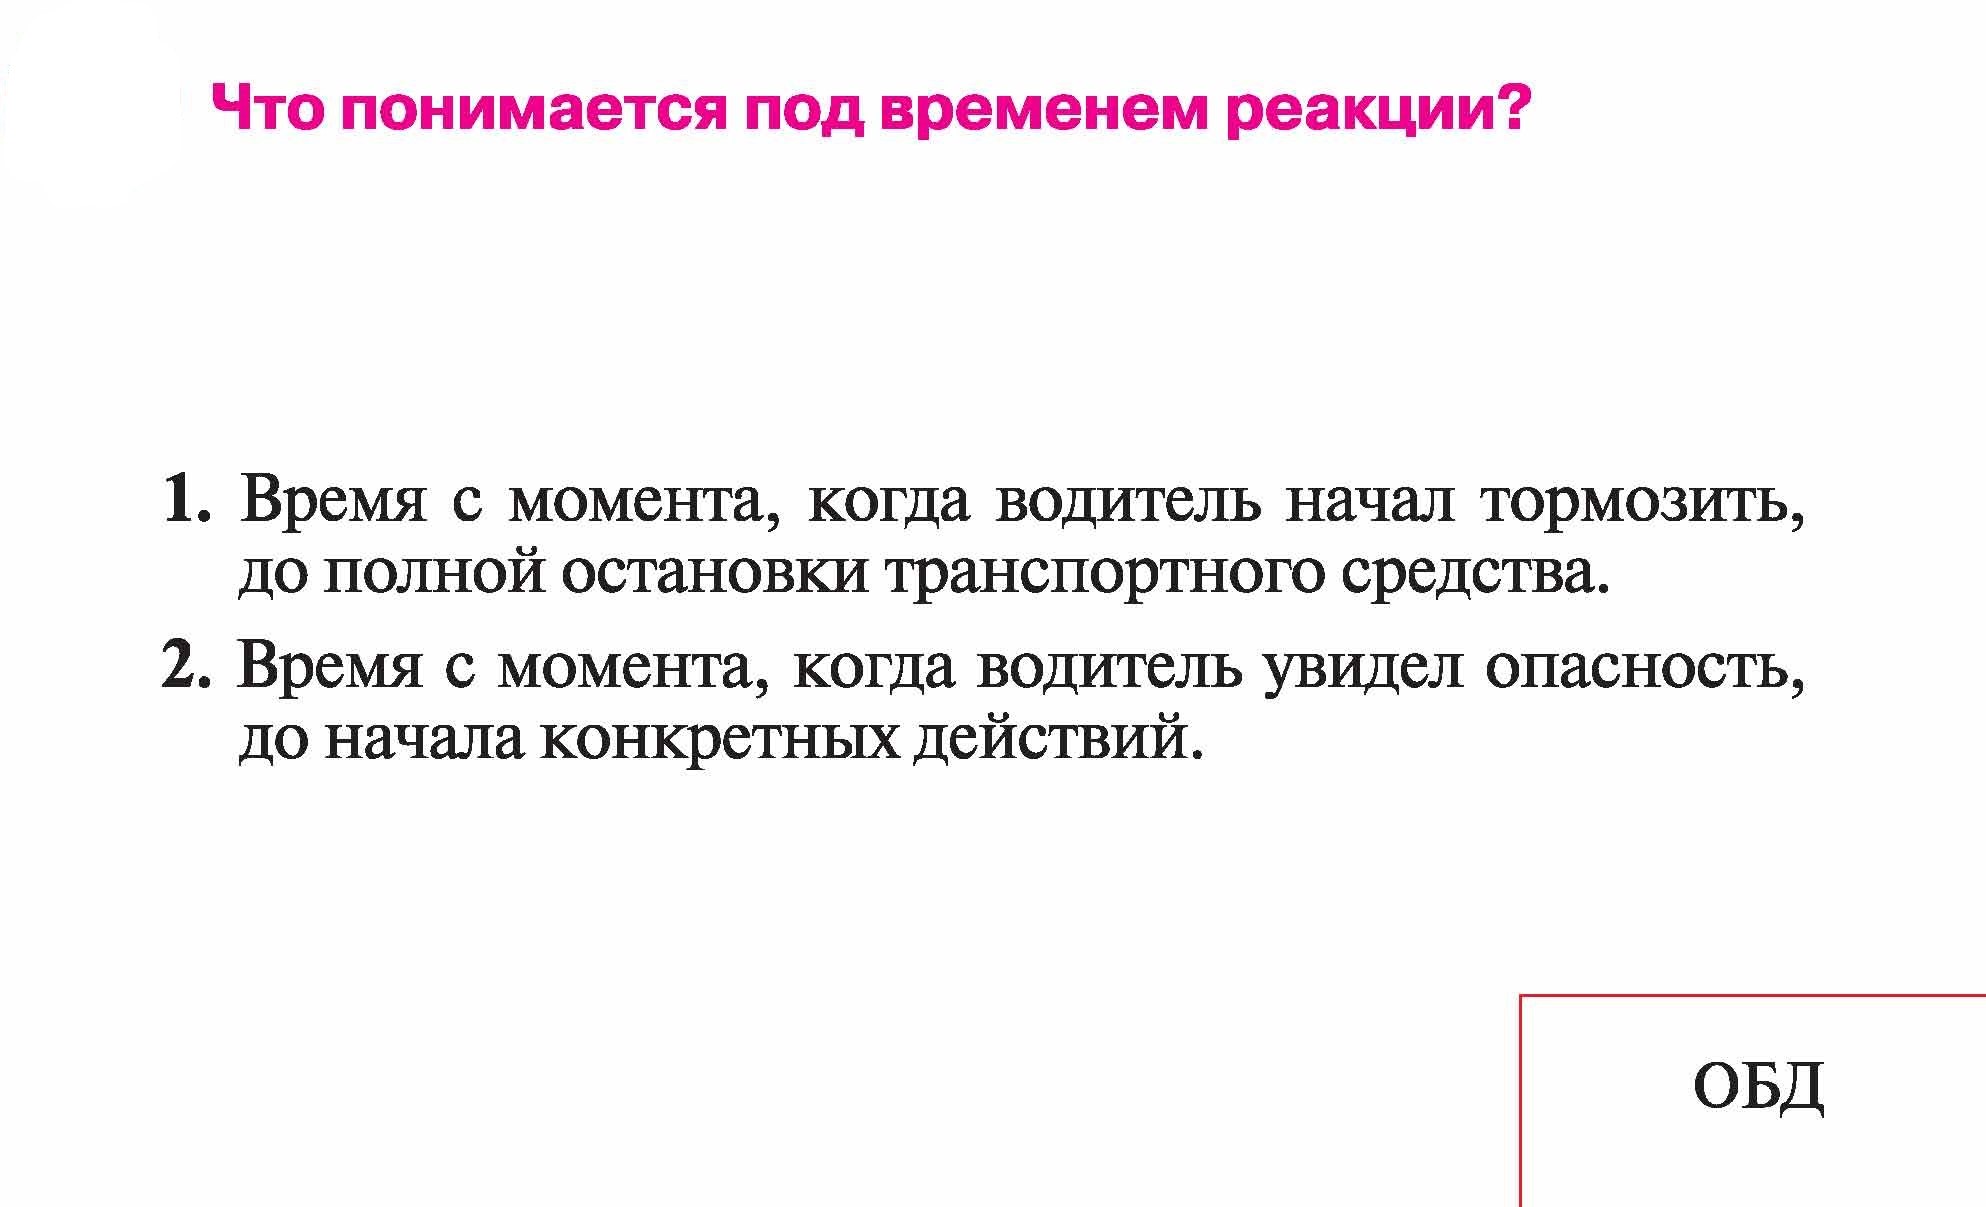 Что понимается под временем реакции?
1. Время с момента, когда водитель начал тормозить,
до полной остановки транспортного средства.
2. Время с момента, когда водитель увидел опасность,
до начала конкретных действий.
ОБД